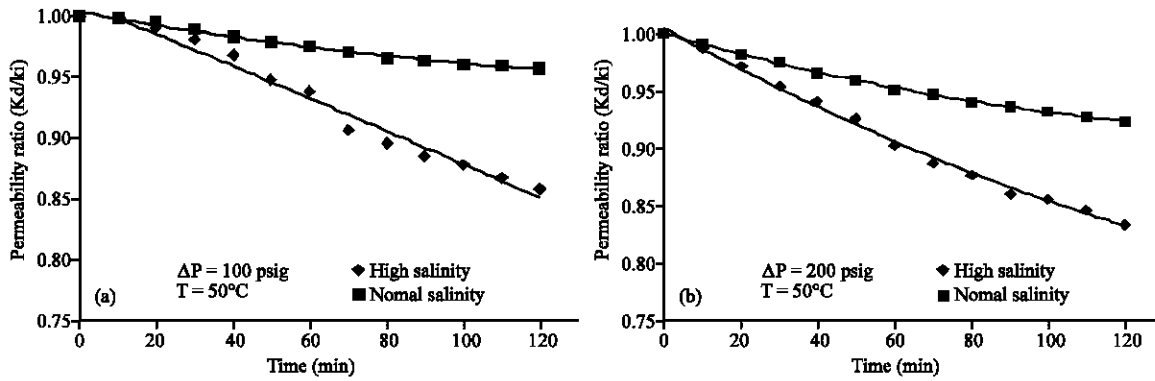 Permeability ratio (Kd/ki)
1.00
0.95
0.90
0.85
0.80
0.75
ΔP = 100 psig
T = 50°C
(a)
High salinity
Nomal salinity
0 20 40 60 80 100 120
Time (min)
Permeability ratio (Kd/ki)
1.00
0.95
0.90
0.85
0.80
0.75
ΔP = 200 psig
T = 50°C
(b)
High salinity
Nomal salinity
0 20 40 60 80 100 120
Time (min)